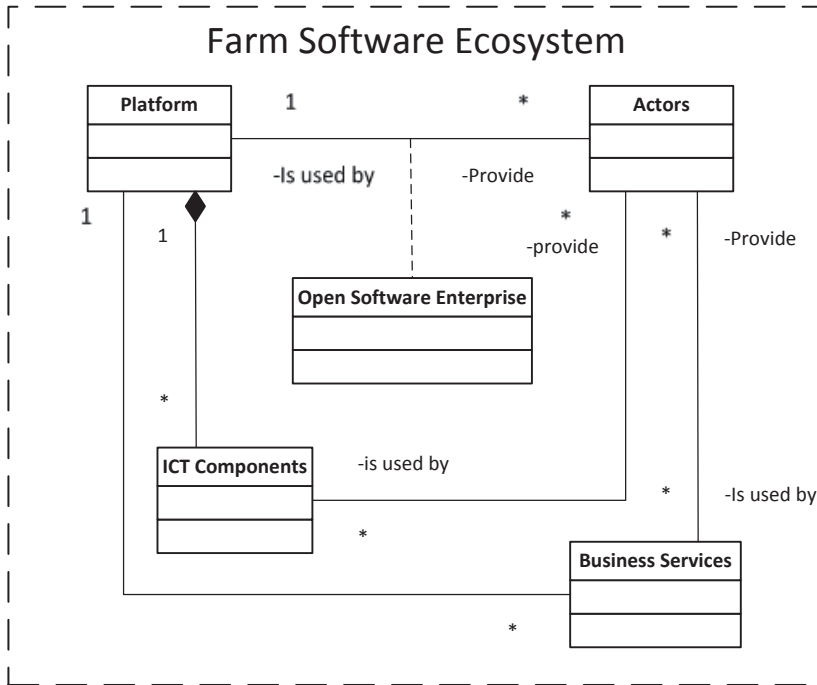 Farm Software Ecosystem
Platform
1
*
Actors
-Is used by
-Provide
1
1
*
-provide
*
-Provide
Open Software Enterprise
*
ICT Components
-is used by
*
*
-Is used by
Business Services
*